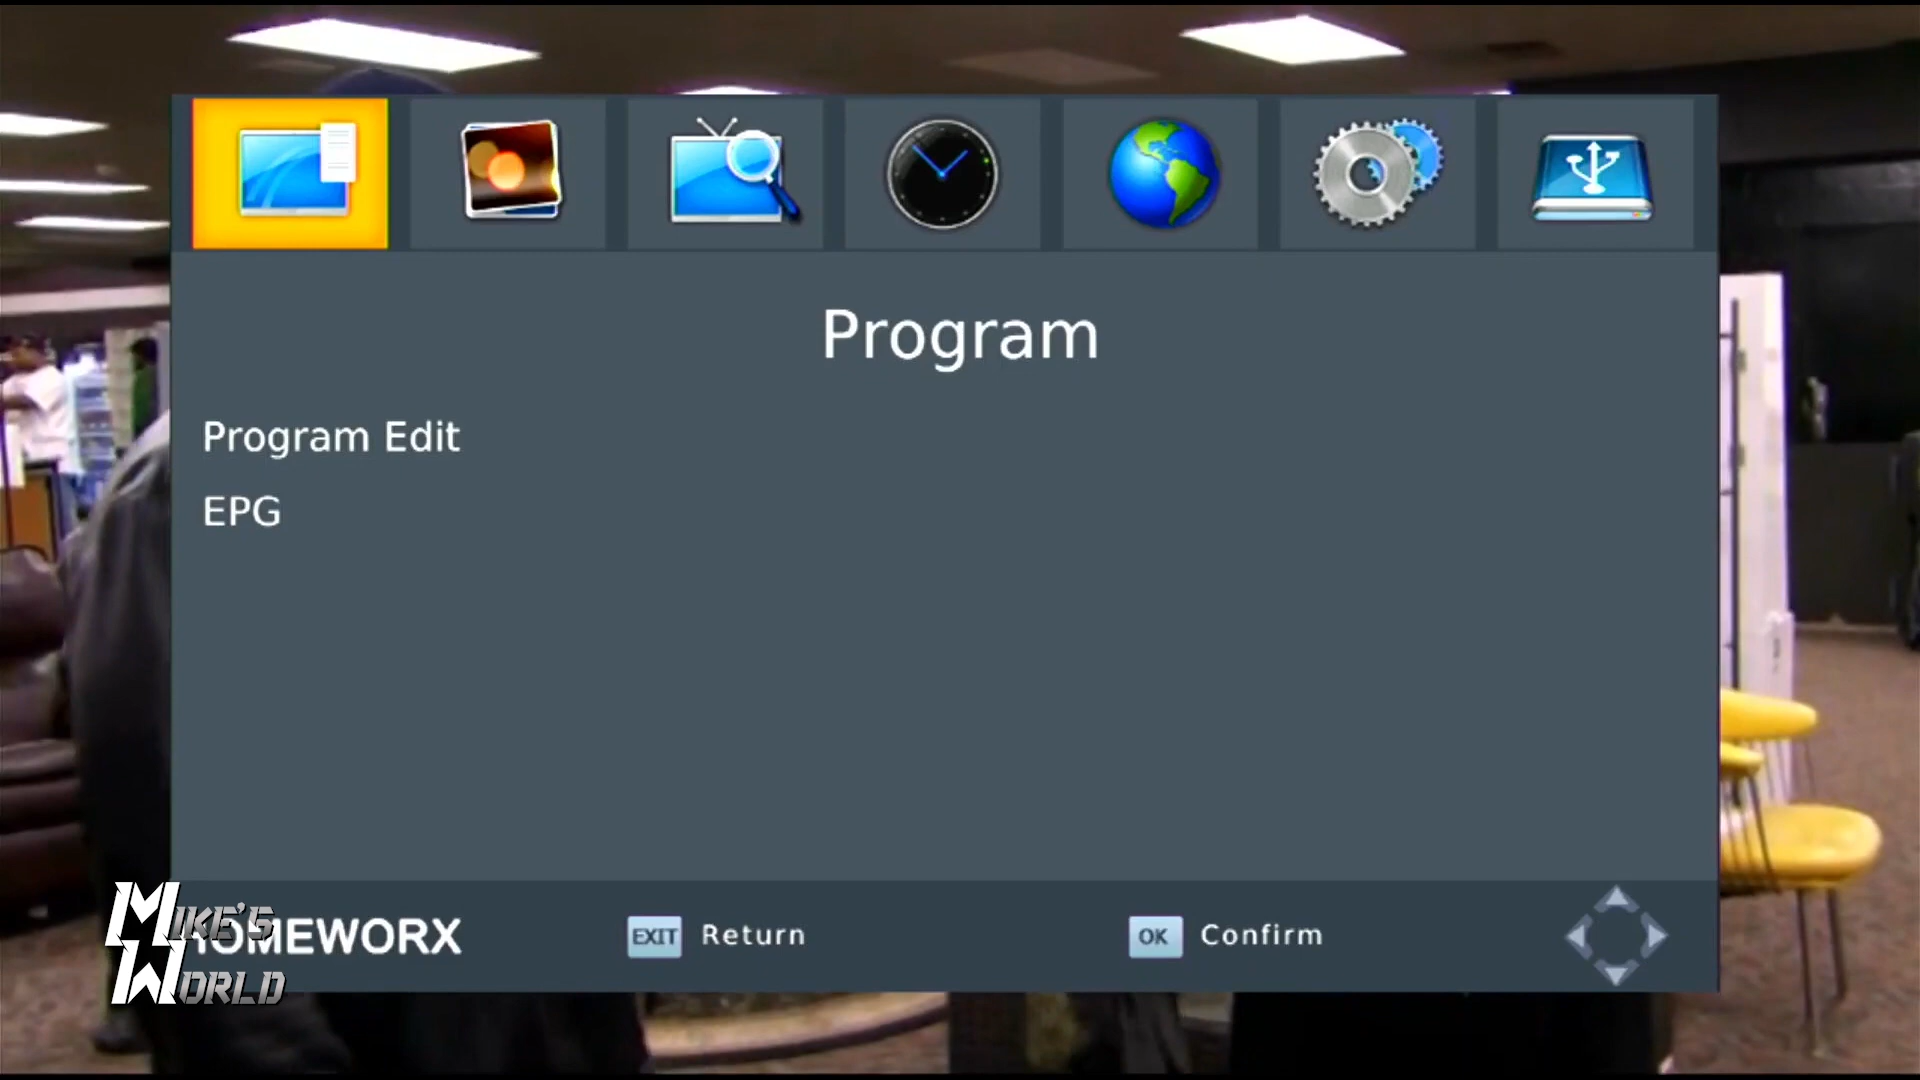 Program
Program Edit
EPG
HOMEWORX
EXIT Return
OK Confirm
MIKE'S
WORLD